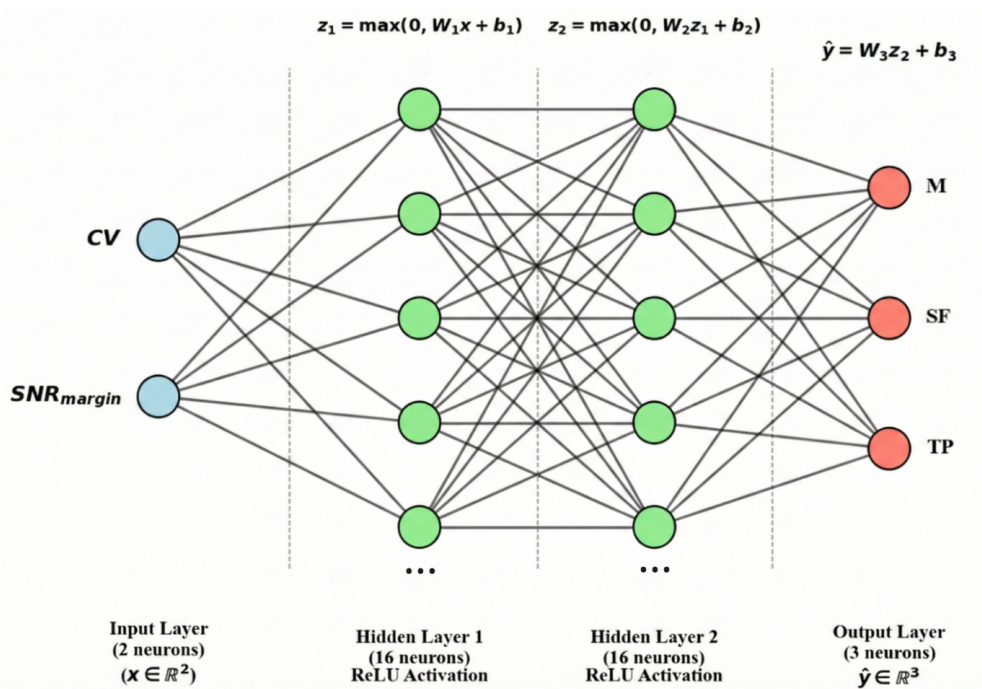 z₁ = max(0, W₁x + b₁)
z₂ = max(0, W₂z₁ + b₂)
ŷ = W₃z₂ + b₃
CV
SNR_margin
M
SF
TP
...
...
Input Layer
(2 neurons)
(x ∈ ℝ²)
Hidden Layer 1
(16 neurons)
ReLU Activation
Hidden Layer 2
(16 neurons)
ReLU Activation
Output Layer
(3 neurons)
ŷ ∈ ℝ³